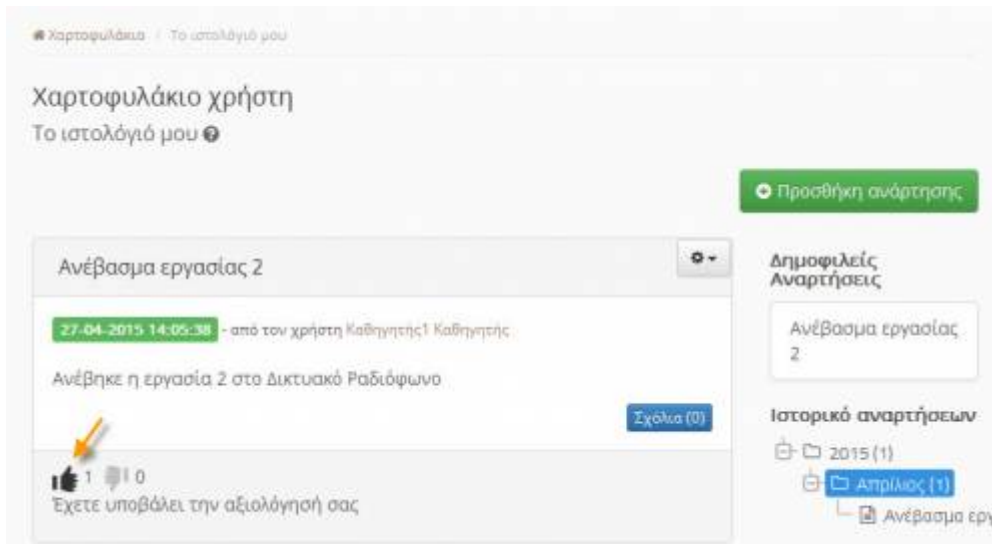 Χαρτοφυλάκιο / Το ιστολόγιό μου
Χαρτοφυλάκιο χρήστη
Το ιστολόγιό μου
Προσθήκη ανάρτησης
Ανέβασμα εργασίας 2
27-04-2015 14:05:38 - από τον χρήστη Καθηγητής1 Καθηγητής
Ανέβηκε η εργασία 2 στο Δικτυακό Ραδιόφωνο
Σχόλια (0)
1 0
Έχετε υποβάλει την αξιολόγησή σας
Δημοφιλείς
Αναρτήσεις
Ανέβασμα εργασίας
2
Ιστορικό αναρτήσεων
2015 (1)
Απρίλιος (1)
Ανέβασμα εργ